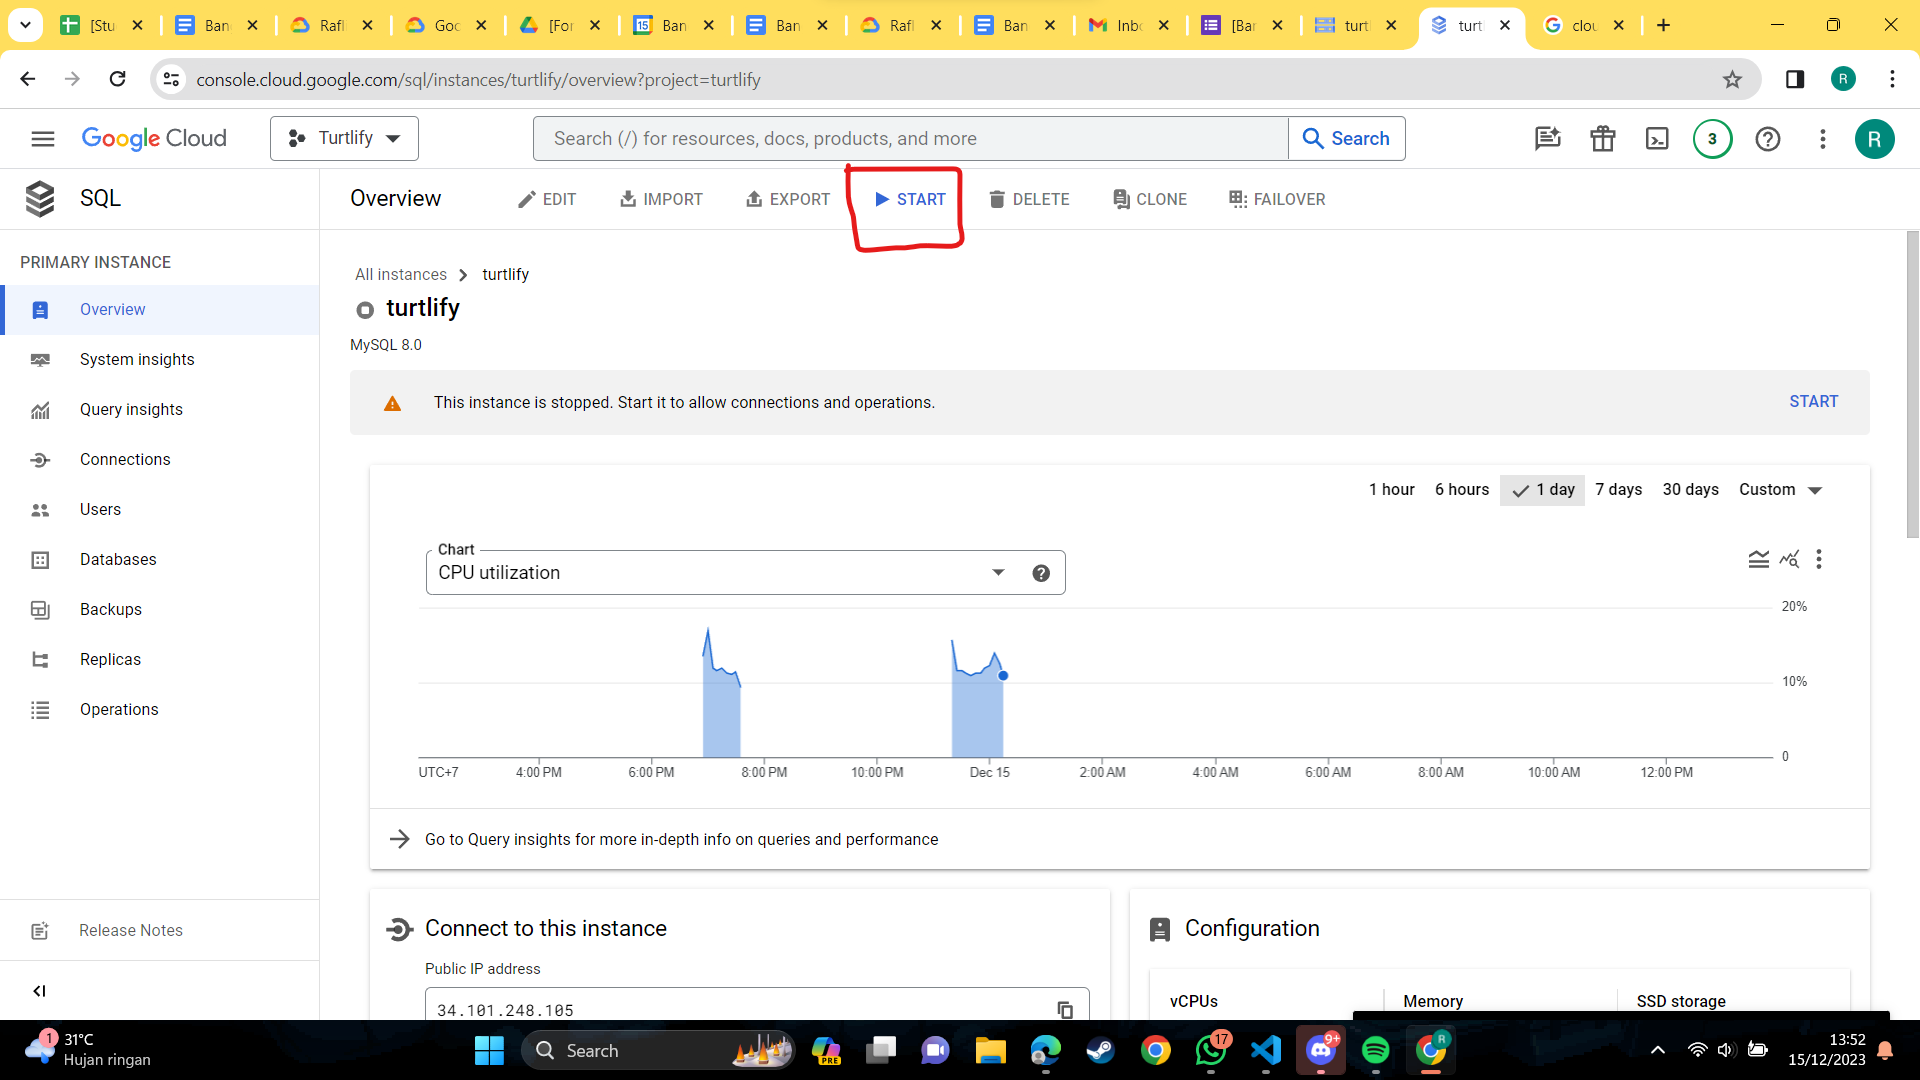 [Stu
Ban
Rafl
Goo
[For
Ban
Ban
Rafl
Ban
Inbo
[Ban
turtl
turtl
clou
console.cloud.google.com/sql/instances/turtlify/overview?project=turtlify
R
Google Cloud
Turtlify
Search (/) for resources, docs, products, and more
Search
3
R
SQL
Overview
EDIT
IMPORT
EXPORT
START
DELETE
CLONE
FAILOVER
PRIMARY INSTANCE
Overview
System insights
Query insights
Connections
Users
Databases
Backups
Replicas
Operations
Release Notes
All instances
turtlify
turtlify
MySQL 8.0
This instance is stopped. Start it to allow connections and operations.
START
1 hour
6 hours
1 day
7 days
30 days
Custom
Chart
CPU utilization
20%
10%
0
UTC+7
4:00 PM
6:00 PM
8:00 PM
10:00 PM
Dec 15
2:00 AM
4:00 AM
6:00 AM
8:00 AM
10:00 AM
12:00 PM
Go to Query insights for more in-depth info on queries and performance
Connect to this instance
Public IP address
34.101.248.105
Configuration
vCPUs
Memory
SSD storage
1
31°C
Hujan ringan
Search
PRE
17
9+
R
13:52
15/12/2023